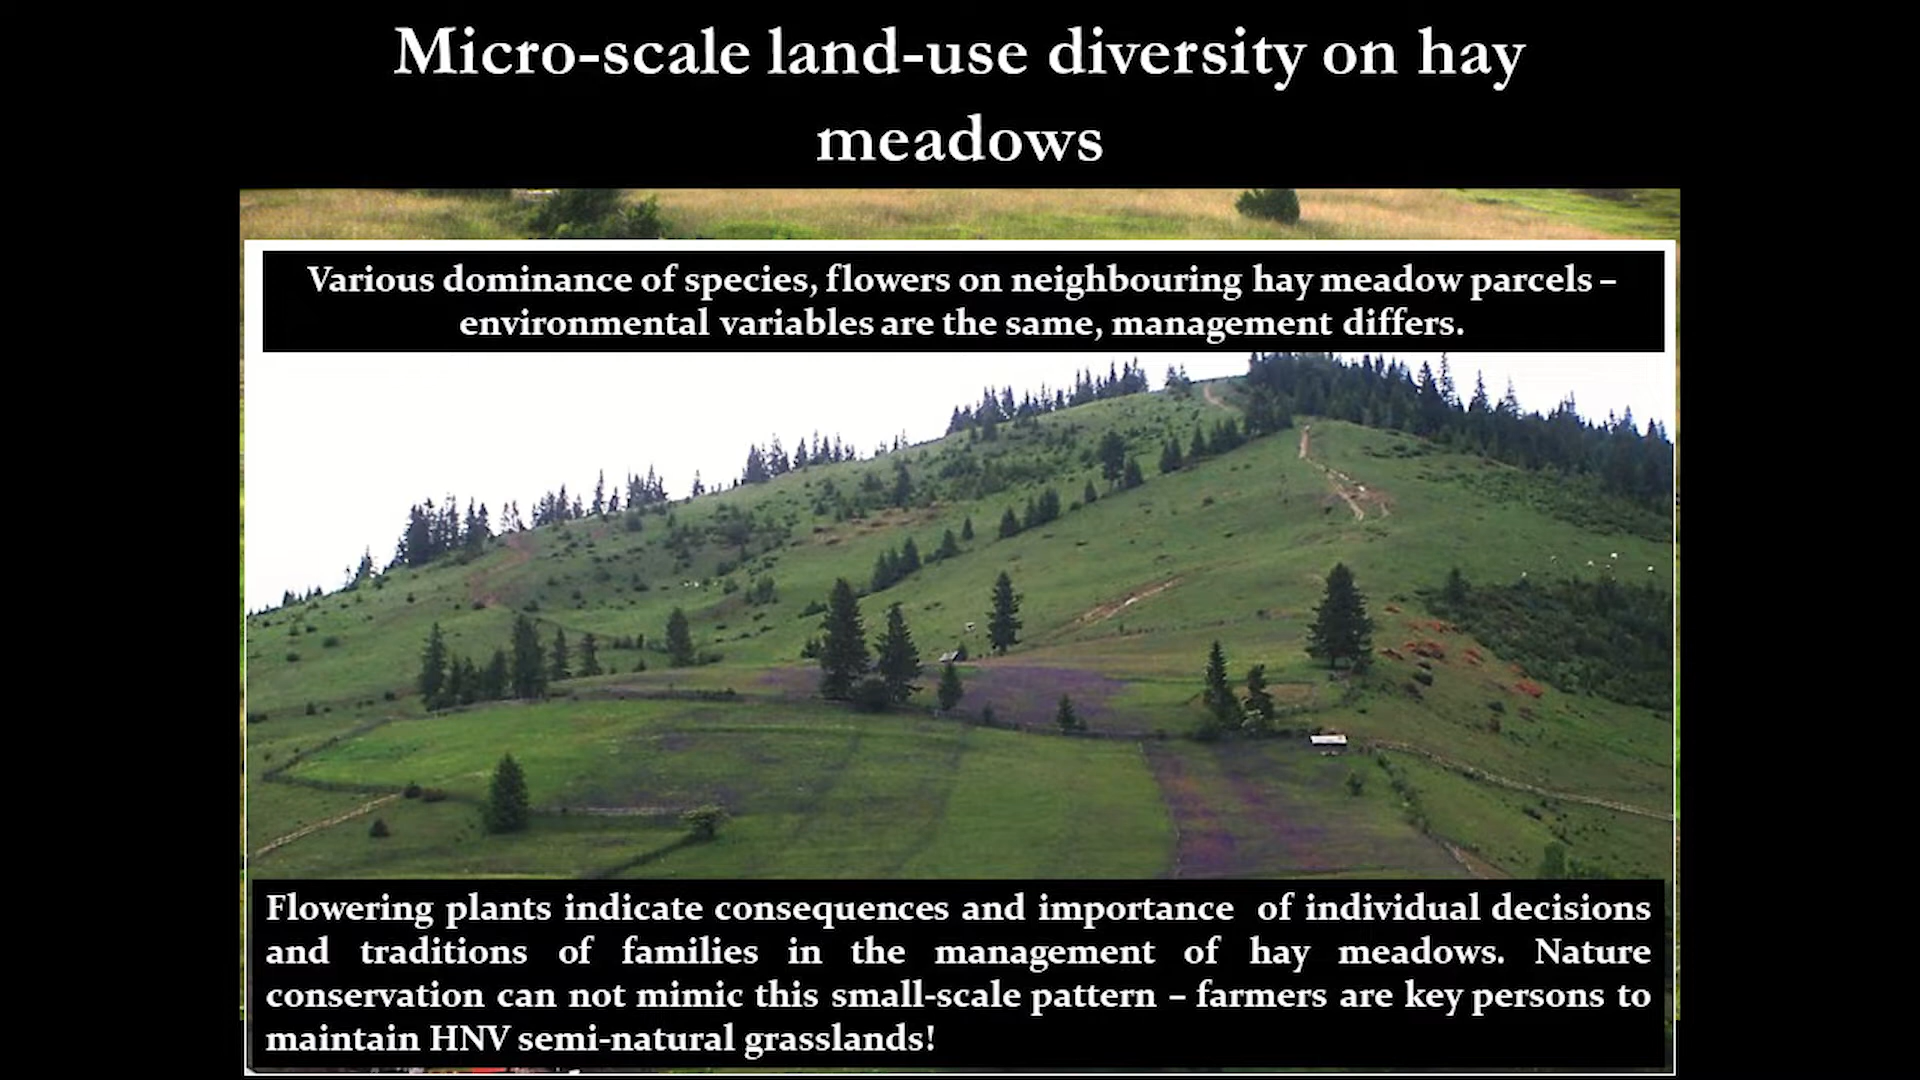 Micro-scale land-use diversity on hay
meadows
Various dominance of species, flowers on neighbouring hay meadow parcels –
environmental variables are the same, management differs.
Flowering plants indicate consequences and importance of individual decisions
and traditions of families in the management of hay meadows. Nature
conservation can not mimic this small-scale pattern – farmers are key persons to
maintain HNV semi-natural grasslands!